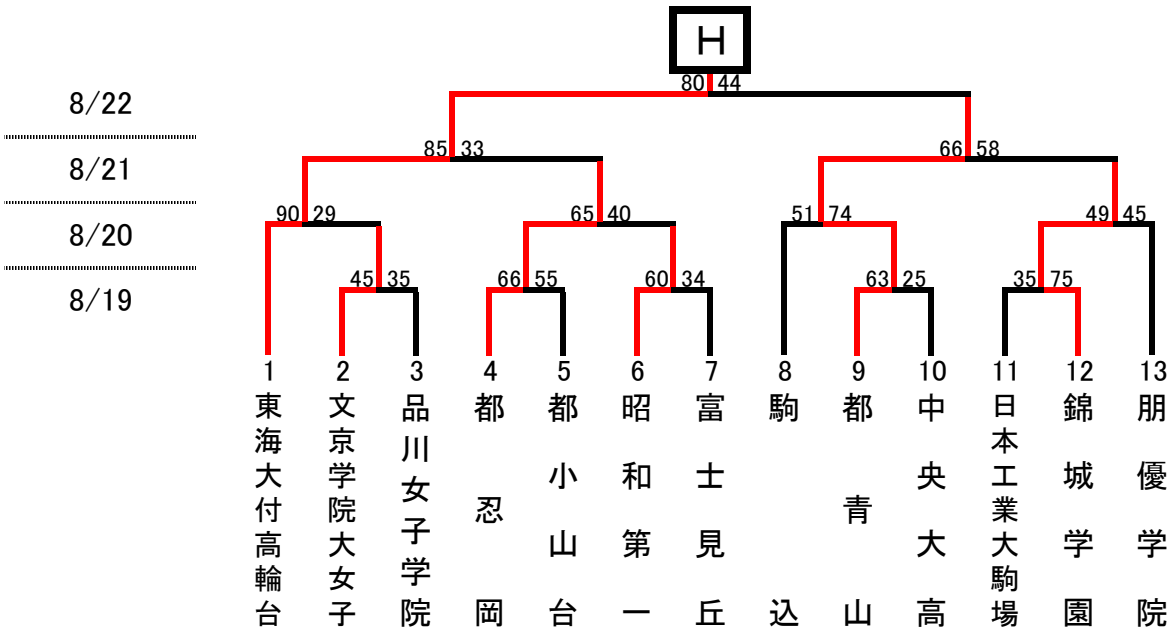 H
80 44
8/22
85 33
66 58
8/21
90 29
65 40
51 74
49 45
8/20
45 35
66 55
60 34
63 25
35 75
8/19
1 2 3 4 5 6 7 8 9 10 11 12 13
東海大付高輪台
文京学院大女子
品川女子学院
都忍岡
都小山台
昭和第一
富士見丘
駒込
都青山
中央大高
日本工業大駒場
錦城学園
朋優学院